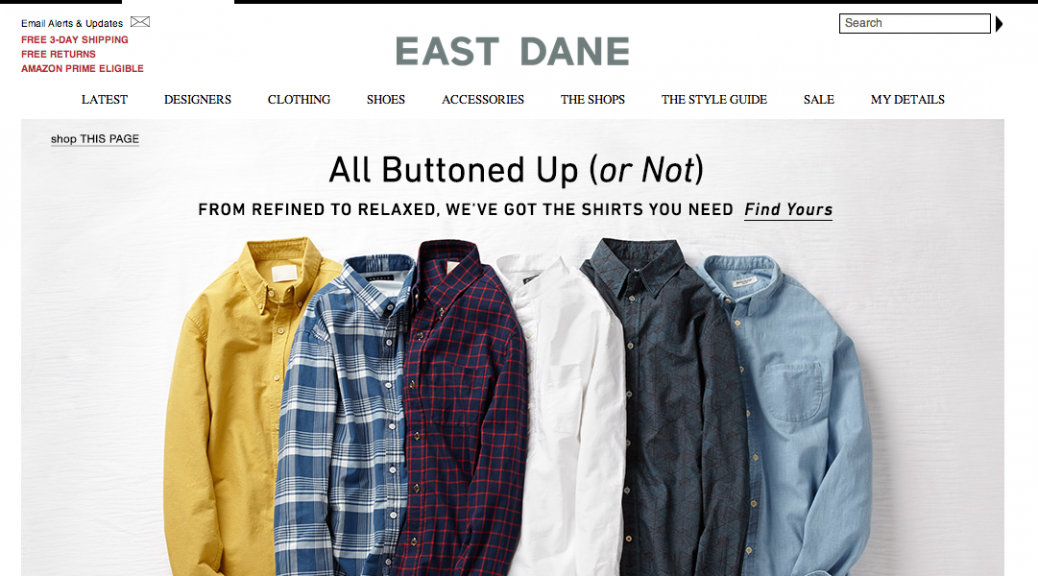 Email Alerts & Updates
FREE 3-DAY SHIPPING
FREE RETURNS
AMAZON PRIME ELIGIBLE
EAST DANE
Search
LATEST DESIGNERS CLOTHING SHOES ACCESSORIES THE SHOPS THE STYLE GUIDE SALE MY DETAILS
shop THIS PAGE
All Buttoned Up (or Not)
FROM REFINED TO RELAXED, WE'VE GOT THE SHIRTS YOU NEED Find Yours